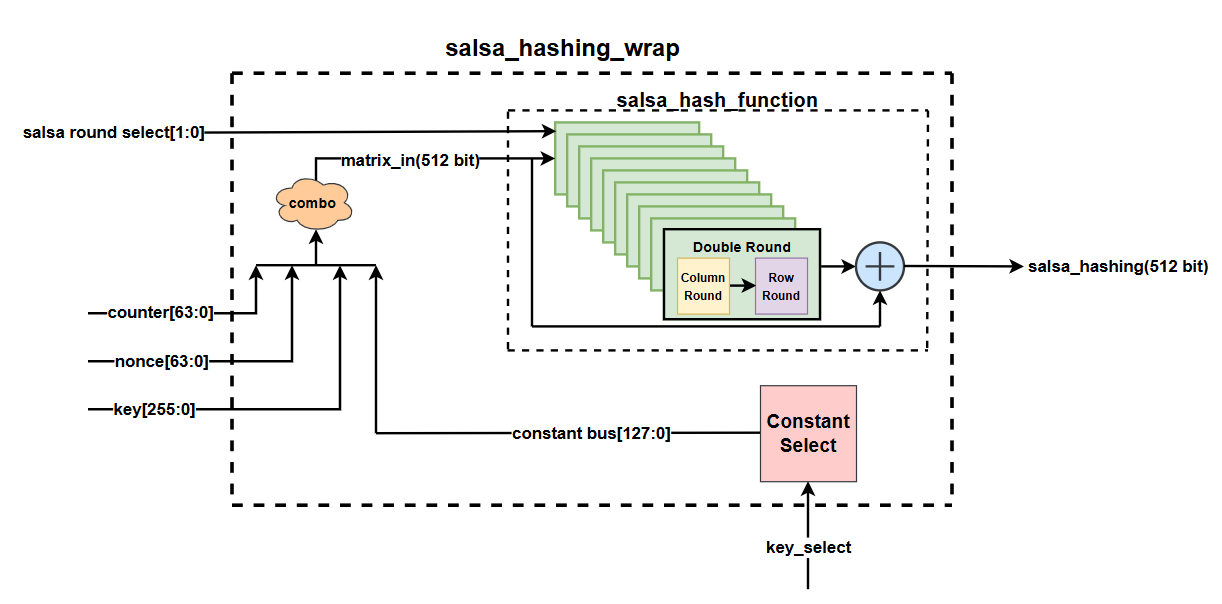 salsa_hashing_wrap
salsa_hash_function
salsa round select[1:0]
matrix_in(512 bit)
combo
Double Round
Column
Round
Row
Round
salsa_hashing(512 bit)
counter[63:0]
nonce[63:0]
key[255:0]
constant bus[127:0]
Constant
Select
key_select